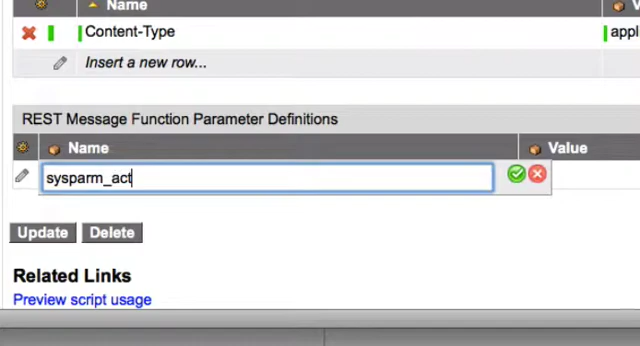 Name
V
Content-Type
appli
Insert a new row...
REST Message Function Parameter Definitions
Name
Value
sysparm_act
Update
Delete
Related Links
Preview script usage